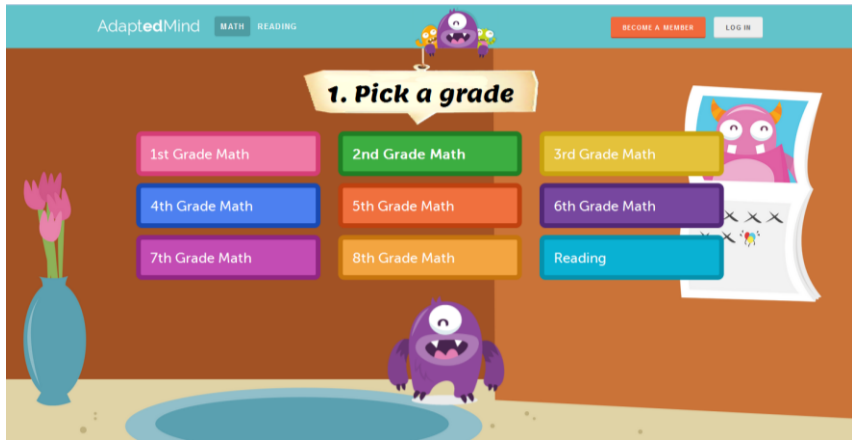 AdaptedMind MATH READING BECOME A MEMBER LOG IN
1. Pick a grade
1st Grade Math 2nd Grade Math 3rd Grade Math
4th Grade Math 5th Grade Math 6th Grade Math
7th Grade Math 8th Grade Math Reading